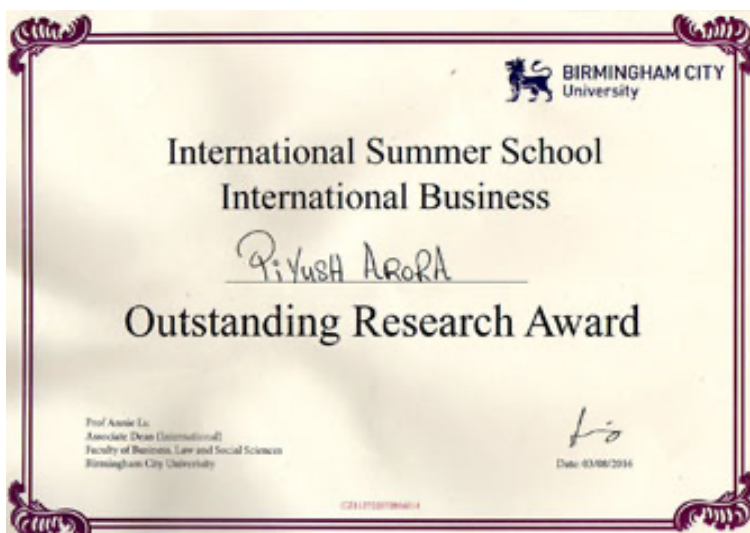 BIRMINGHAM CITY
University
International Summer School
International Business
PiYUSH ARORA
Outstanding Research Award
Prof Annie
Associate Dean (International)
Faculty of Business, Law and Social Sciences
Birmingham City University
Date: 03/08/2016